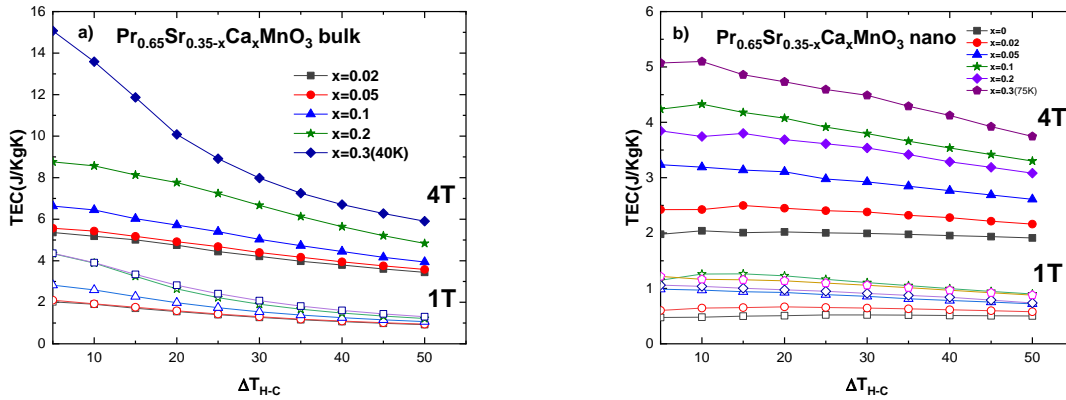 a) Pr0.65Sr0.35-xCaxMnO3 bulk
x=0.02
x=0.05
x=0.1
x=0.2
x=0.3(40K)
4T
1T
TEC(J/KgK)
16
14
12
10
8
6
4
2
0
10 20 30 40 50
ΔTH-C
b) Pr0.65Sr0.35-xCaxMnO3 nano
x=0
x=0.02
x=0.05
x=0.1
x=0.2
x=0.3(75K)
4T
1T
TEC(J/KgK)
6
5
4
3
2
1
0
10 20 30 40 50
ΔTH-C